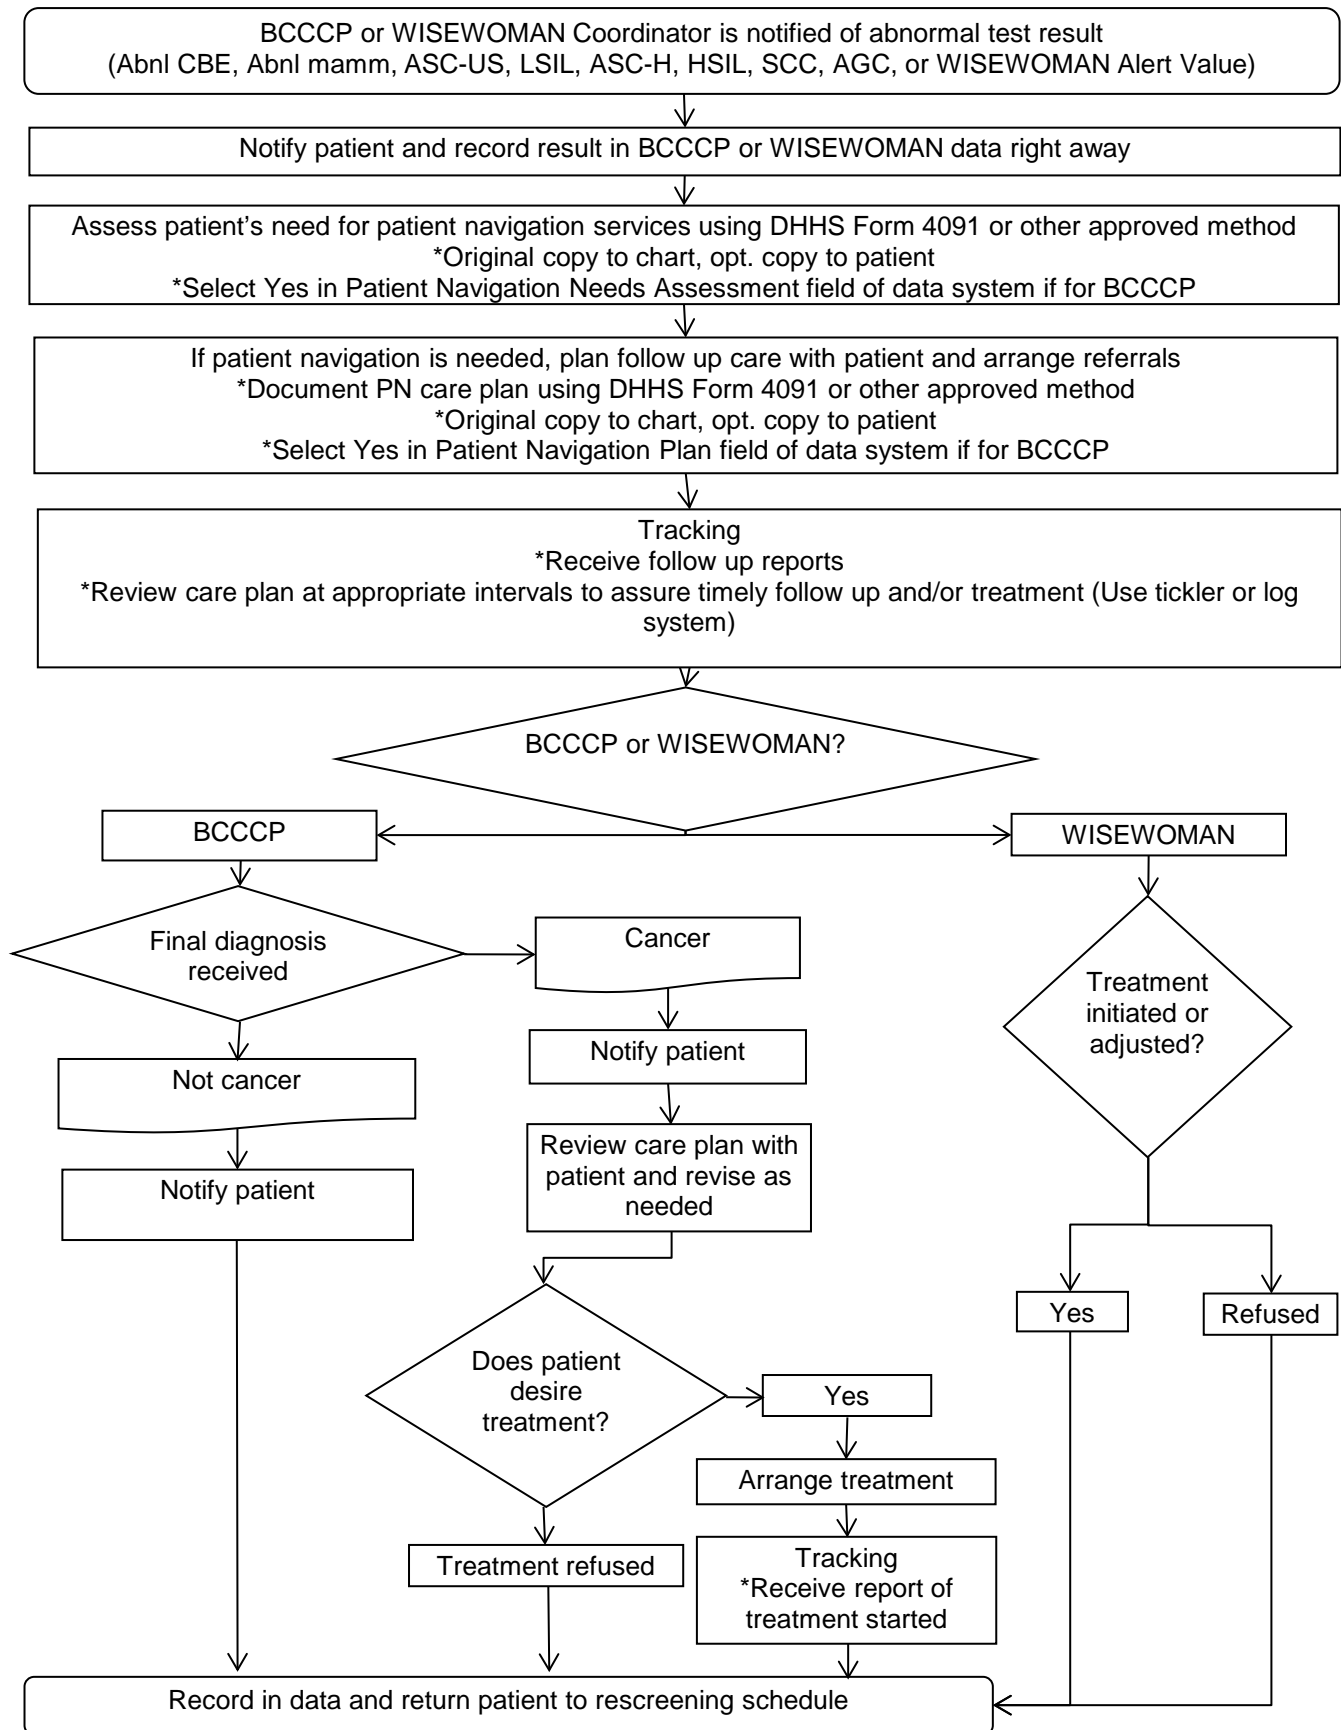 BCCCP or WISEWOMAN Coordinator is notified of abnormal test result
(Abnl CBE, Abnl mamm, ASC-US, LSIL, ASC-H, HSIL, SCC, AGC, or WISEWOMAN Alert Value)
Notify patient and record result in BCCCP or WISEWOMAN data right away
Assess patient’s need for patient navigation services using DHHS Form 4091 or other approved method
*Original copy to chart, opt. copy to patient
*Select Yes in Patient Navigation Needs Assessment field of data system if for BCCCP
If patient navigation is needed, plan follow up care with patient and arrange referrals
*Document PN care plan using DHHS Form 4091 or other approved method
*Original copy to chart, opt. copy to patient
*Select Yes in Patient Navigation Plan field of data system if for BCCCP
Tracking
*Receive follow up reports
*Review care plan at appropriate intervals to assure timely follow up and/or treatment (Use tickler or log
system)
BCCCP or WISEWOMAN?
BCCCP
WISEWOMAN
Final diagnosis
received
Cancer
Treatment
initiated or
adjusted?
Not cancer
Notify patient
Notify patient
Review care plan with
patient and revise as
needed
Yes
Refused
Does patient
desire
treatment?
Yes
Arrange treatment
Treatment refused
Tracking
*Receive report of
treatment started
Record in data and return patient to rescreening schedule